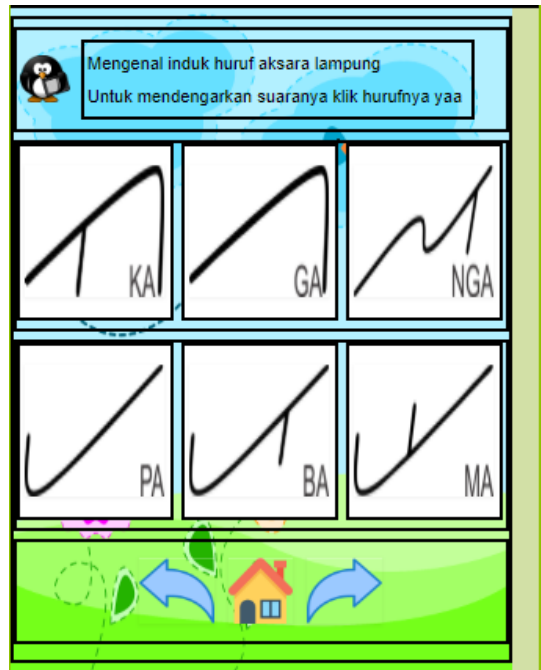 Mengenal induk huruf aksara lampung
Untuk mendengarkan suaranya klik hurufnya yaa
KA GA NGA
PA BA MA